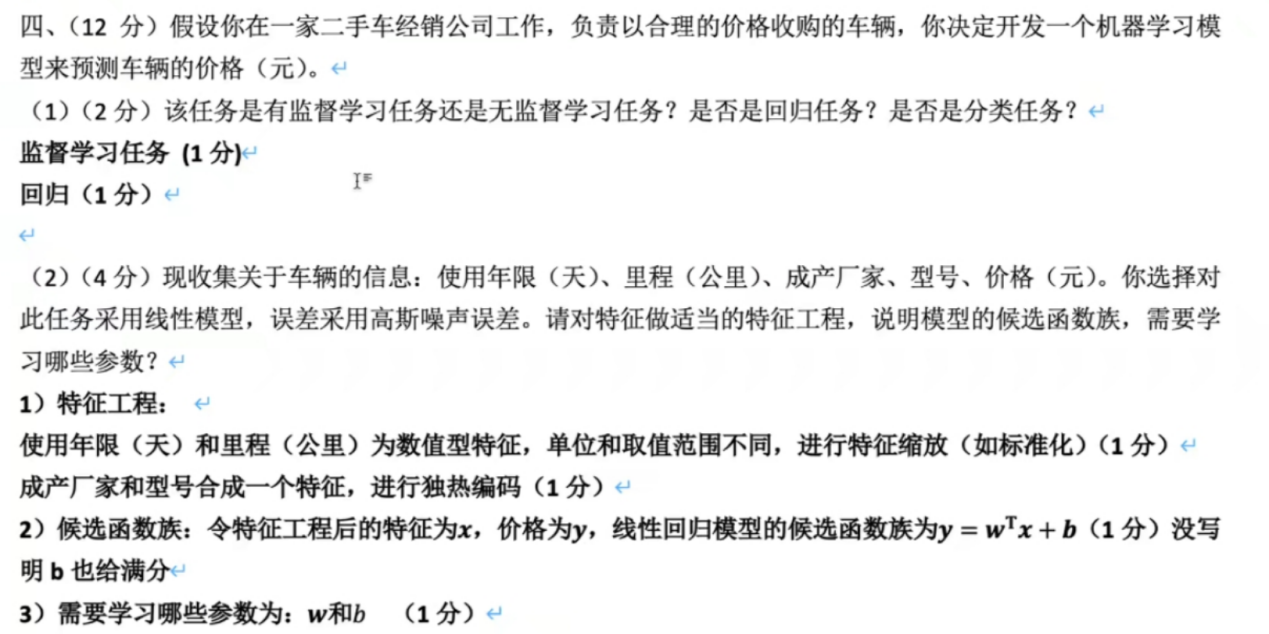 四、（12 分）假设你在一家二手车经销公司工作，负责以合理的价格收购的车辆，你决定开发一个机器学习模
型来预测车辆的价格（元）。
（1）（2 分）该任务是有监督学习任务还是无监督学习任务？是否是回归任务？是否是分类任务？
监督学习任务 (1 分)
回归（1 分）
（2）（4 分）现收集关于车辆的信息：使用年限（天）、里程（公里）、成产厂家、型号、价格（元）。你选择对
此任务采用线性模型，误差采用高斯噪声误差。请对特征做适当的特征工程，说明模型的候选函数族，需要学
习哪些参数？
1）特征工程：
使用年限（天）和里程（公里）为数值型特征，单位和取值范围不同，进行特征缩放（如标准化）（1 分）
成产厂家和型号合成一个特征，进行独热编码（1 分）
2）候选函数族：令特征工程后的特征为x，价格为y，线性回归模型的候选函数族为y = wᵀx + b（1 分）没写
明 b 也给满分
3）需要学习哪些参数为：w和b （1 分）